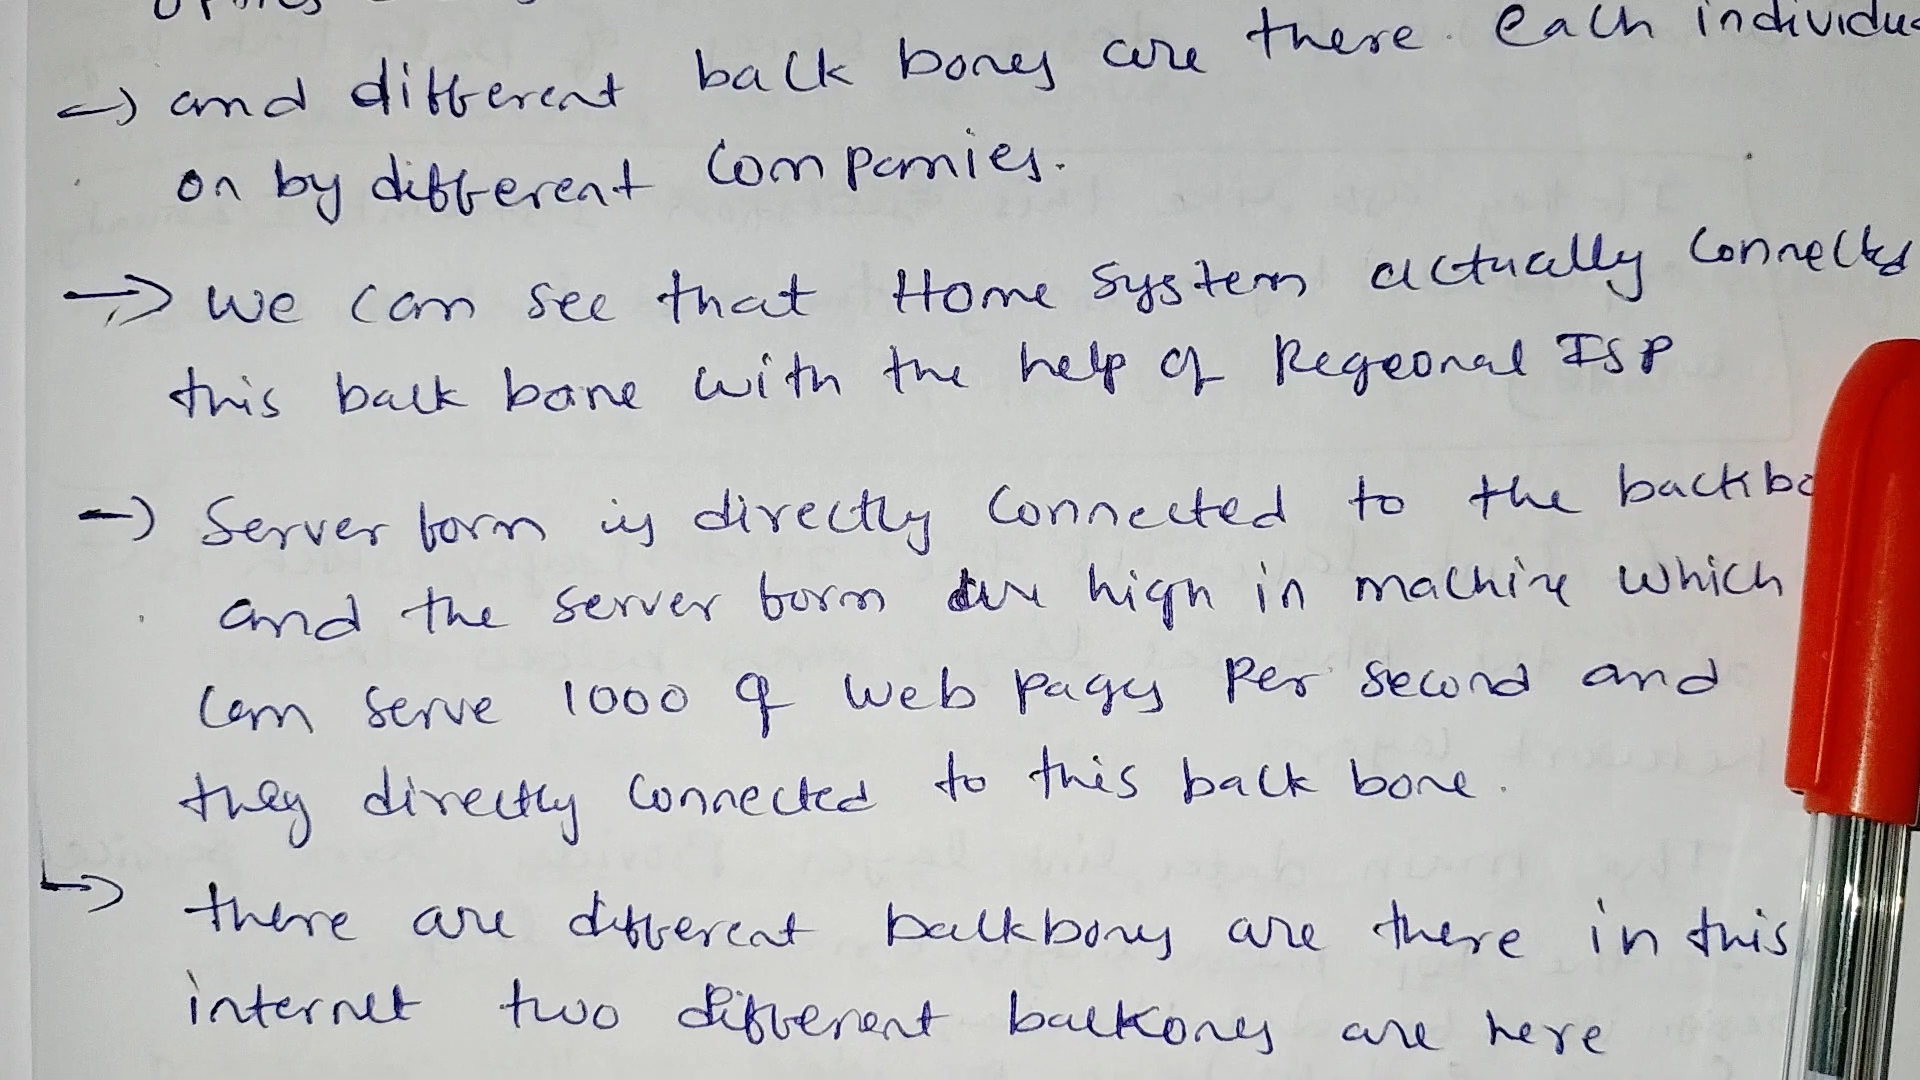 → and different back bones are there. each individu
on by different Companies.
→ we can see that Home System actually Connects
this back bone with the help of Regeonal ISP
→ Server form is directly Connected to the backbo
and the server form are high in machine which
can serve 1000 of web pages Per second and
they directly Connected to this back bone.
→ there are different backbones are there in this
internet two different backones are here